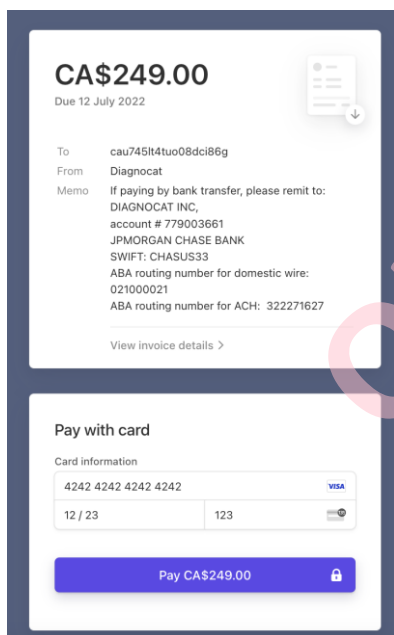 CA$249.00
Due 12 July 2022
To cau745lt4tuo08dci86g
From Diagnocat
Memo If paying by bank transfer, please remit to:
DIAGNOCAT INC,
account # 779003661
JPMORGAN CHASE BANK
SWIFT: CHASUS33
ABA routing number for domestic wire:
021000021
ABA routing number for ACH: 322271627
View invoice details >
Pay with card
Card information
4242 4242 4242 4242 VISA
12 / 23 123
Pay CA$249.00